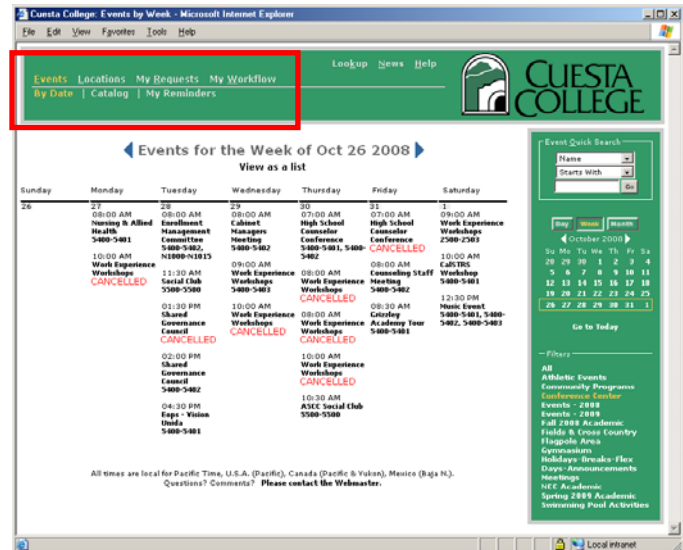 Cuesta College: Events by Week - Microsoft Internet Explorer
File Edit View Favorites Tools Help
Lookup News Help
Events Locations My Requests My Workflow
By Date | Catalog | My Reminders
CUESTA
COLLEGE
Events for the Week of Oct 26 2008
View as a list
Sunday Monday Tuesday Wednesday Thursday Friday Saturday
26
27
08:00 AM
Nursing & Allied
Health
5400-5401
10:00 AM
Work Experience
Workshops
CANCELLED
28
08:00 AM
Enrollment
Management
Committee
5400-5402,
N1000-N1015
11:30 AM
Social Club
5500-5500
01:30 PM
Shared
Governance
Council
CANCELLED
02:00 PM
Shared
Governance
Council
5400-5402
04:30 PM
Eops - Vision
Unida
5400-5401
29
08:00 AM
Cabinet
Managers
Meeting
5400-5402
09:00 AM
Work Experience
Workshops
5400-5403
10:00 AM
Work Experience
Workshops
CANCELLED
30
07:00 AM
High School
Counselor
Conference
5400-5401, 5400-
5402
08:00 AM
Work Experience
Workshops
CANCELLED
08:00 AM
Work Experience
Workshops
CANCELLED
10:00 AM
Work Experience
Workshops
CANCELLED
10:30 AM
ASCC Social Club
5500-5500
31
07:00 AM
High School
Counselor
Conference
CANCELLED
08:00 AM
Counseling Staff
Meeting
5400-5402
08:30 AM
Grizzley
Academy Tour
5400-5401
1
09:00 AM
Work Experience
Workshops
2500-2503
10:00 AM
CalSTRS
Workshop
5400-5401
12:30 PM
Music Event
5400-5401, 5400-
5402, 5400-5403
All times are local for Pacific Time, U.S.A. (Pacific), Canada (Pacific & Yukon), Mexico (Baja N.).
Questions? Comments? Please contact the Webmaster.
Event Quick Search
Name
Starts With
Go
Day Week Month
October 2008
Su Mo Tu We Th Fr Sa
28 29 30 1 2 3 4
5 6 7 8 9 10 11
12 13 14 15 16 17 18
19 20 21 22 23 24 25
26 27 28 29 30 31 1
Go to Today
Filters
All
Athletic Events
Community Programs
Conference Center
Events - 2008
Events - 2009
Fall 2008 Academic
Fields & Cross Country
Flagpole Area
Gymnasium
Holidays-Breaks-Flex
Days-Announcements
Meetings
NCC Academic
Spring 2009 Academic
Swimming Pool Activities
Local intranet